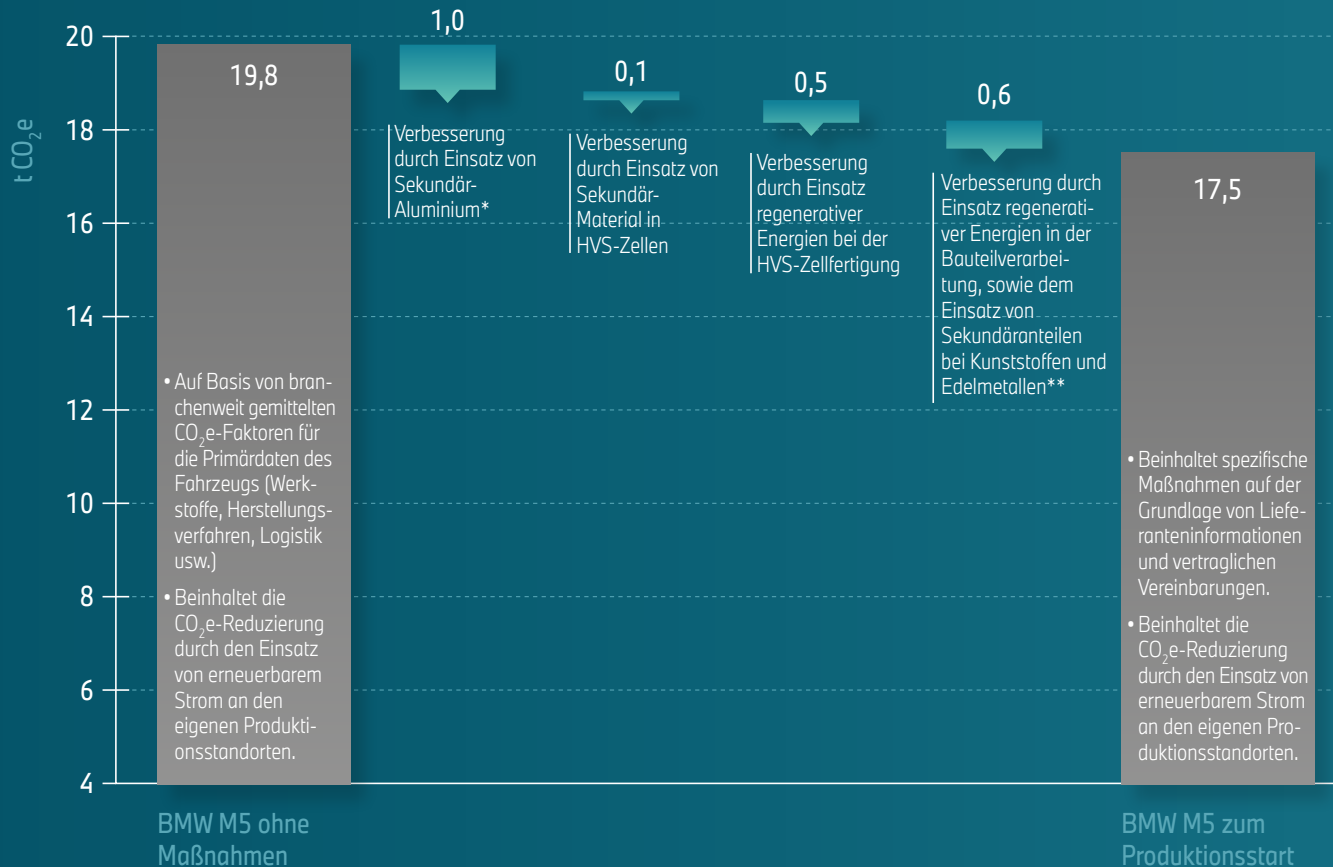 t CO₂e
20
18
16
14
12
10
8
6
4
19,8
• Auf Basis von bran-
chenweit gemittelten
CO₂e-Faktoren für
die Primärdaten des
Fahrzeugs (Werk-
stoffe, Herstellungs-
verfahren, Logistik
usw.)
• Beinhaltet die
CO₂e-Reduzierung
durch den Einsatz
von erneuerbarem
Strom an den
eigenen Produkti-
onsstandorten.
BMW M5 ohne
Maßnahmen
1,0
Verbesserung
durch Einsatz von
Sekundär-
Aluminium*
0,1
Verbesserung
durch Einsatz von
Sekundär-
Material in
HVS-Zellen
0,5
Verbesserung
durch Einsatz
regenerativer
Energien bei der
HVS-Zellfertigung
0,6
Verbesserung durch
Einsatz regenerati-
ver Energien in der
Bauteilverarbei-
tung, sowie dem
Einsatz von
Sekundäranteilen
bei Kunststoffen und
Edelmetallen**
17,5
• Beinhaltet spezifische
Maßnahmen auf der
Grundlage von Liefe-
ranteninformationen
und vertraglichen
Vereinbarungen.
• Beinhaltet die
CO₂e-Reduzierung
durch den Einsatz von
erneuerbarem Strom
an den eigenen Pro-
duktionsstandorten.
BMW M5 zum
Produktionsstart